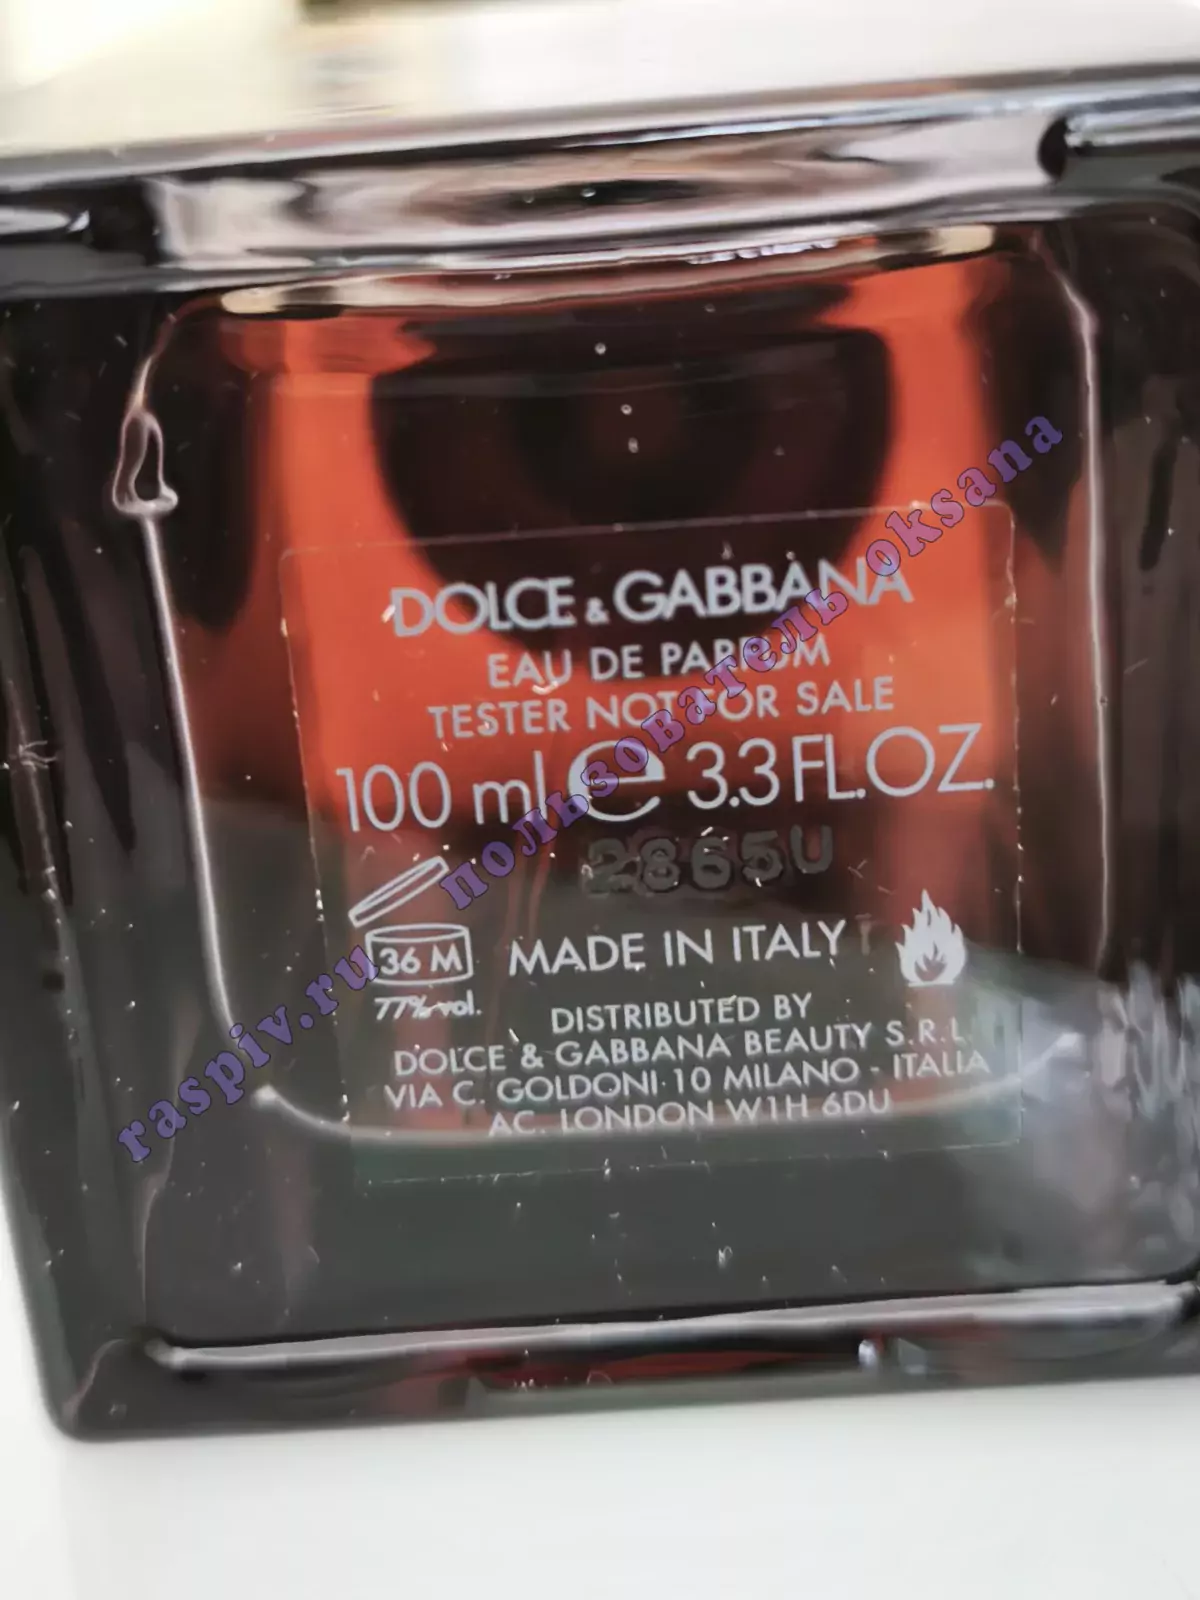 DOLCE & GABBANA
EAU DE PARFUM
TESTER NOT FOR SALE
100 ml e 3.3 FL.OZ.
2865U
36 M
77% vol.
MADE IN ITALY
DISTRIBUTED BY
DOLCE & GABBANA BEAUTY S.R.L.
VIA C. GOLDONI 10 MILANO - ITALIA
AC. LONDON W1H 6DU
raspiv.ru пользователь oksana